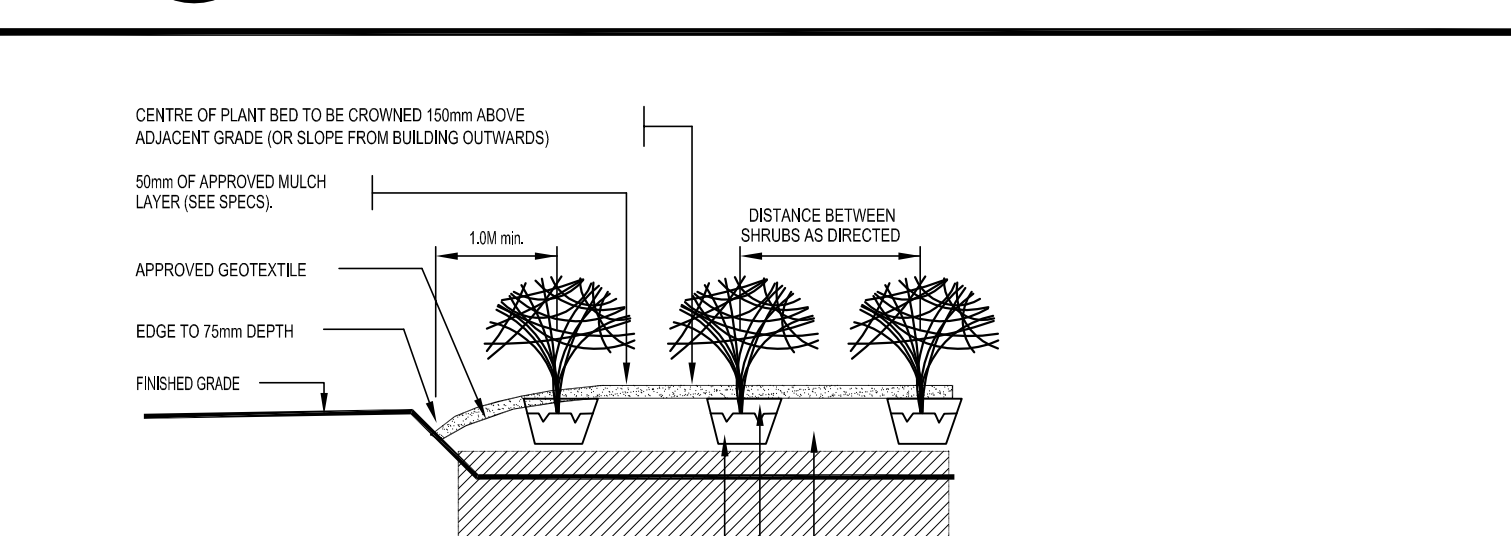 CENTRE OF PLANT BED TO BE CROWNED 150mm ABOVE
ADJACENT GRADE (OR SLOPE FROM BUILDING OUTWARDS)
50mm OF APPROVED MULCH
LAYER (SEE SPECS).
DISTANCE BETWEEN
SHRUBS AS DIRECTED
1.0M min.
APPROVED GEOTEXTILE
EDGE TO 75mm DEPTH
FINISHED GRADE